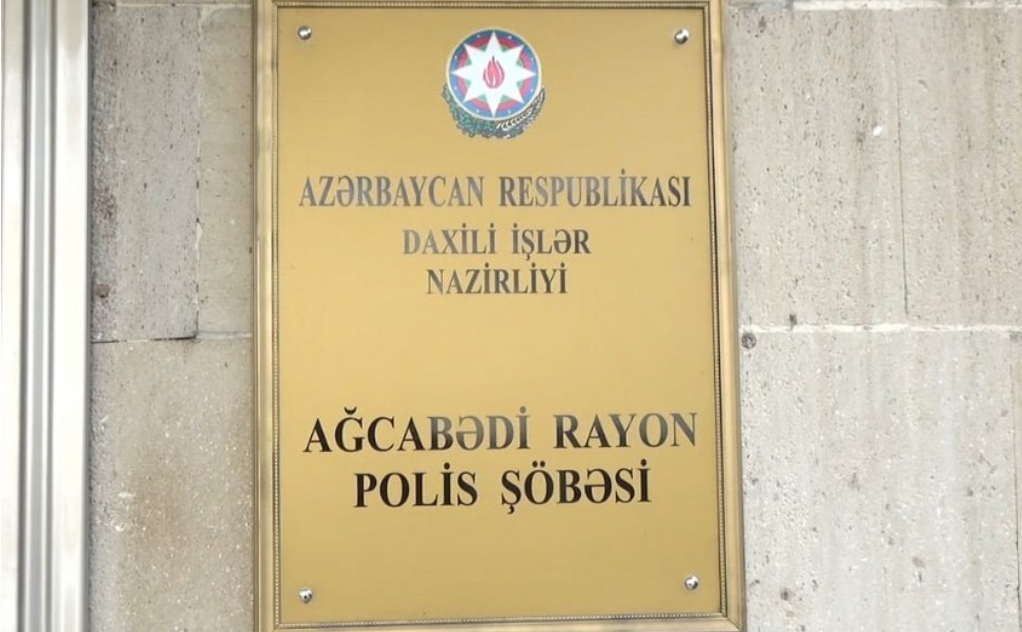 AZƏRBAYCAN RESPUBLİKASI
DAXİLİ İŞLƏR
NAZİRLİYİ
AĞCABƏDİ RAYON
POLİS ŞÖBƏSİ